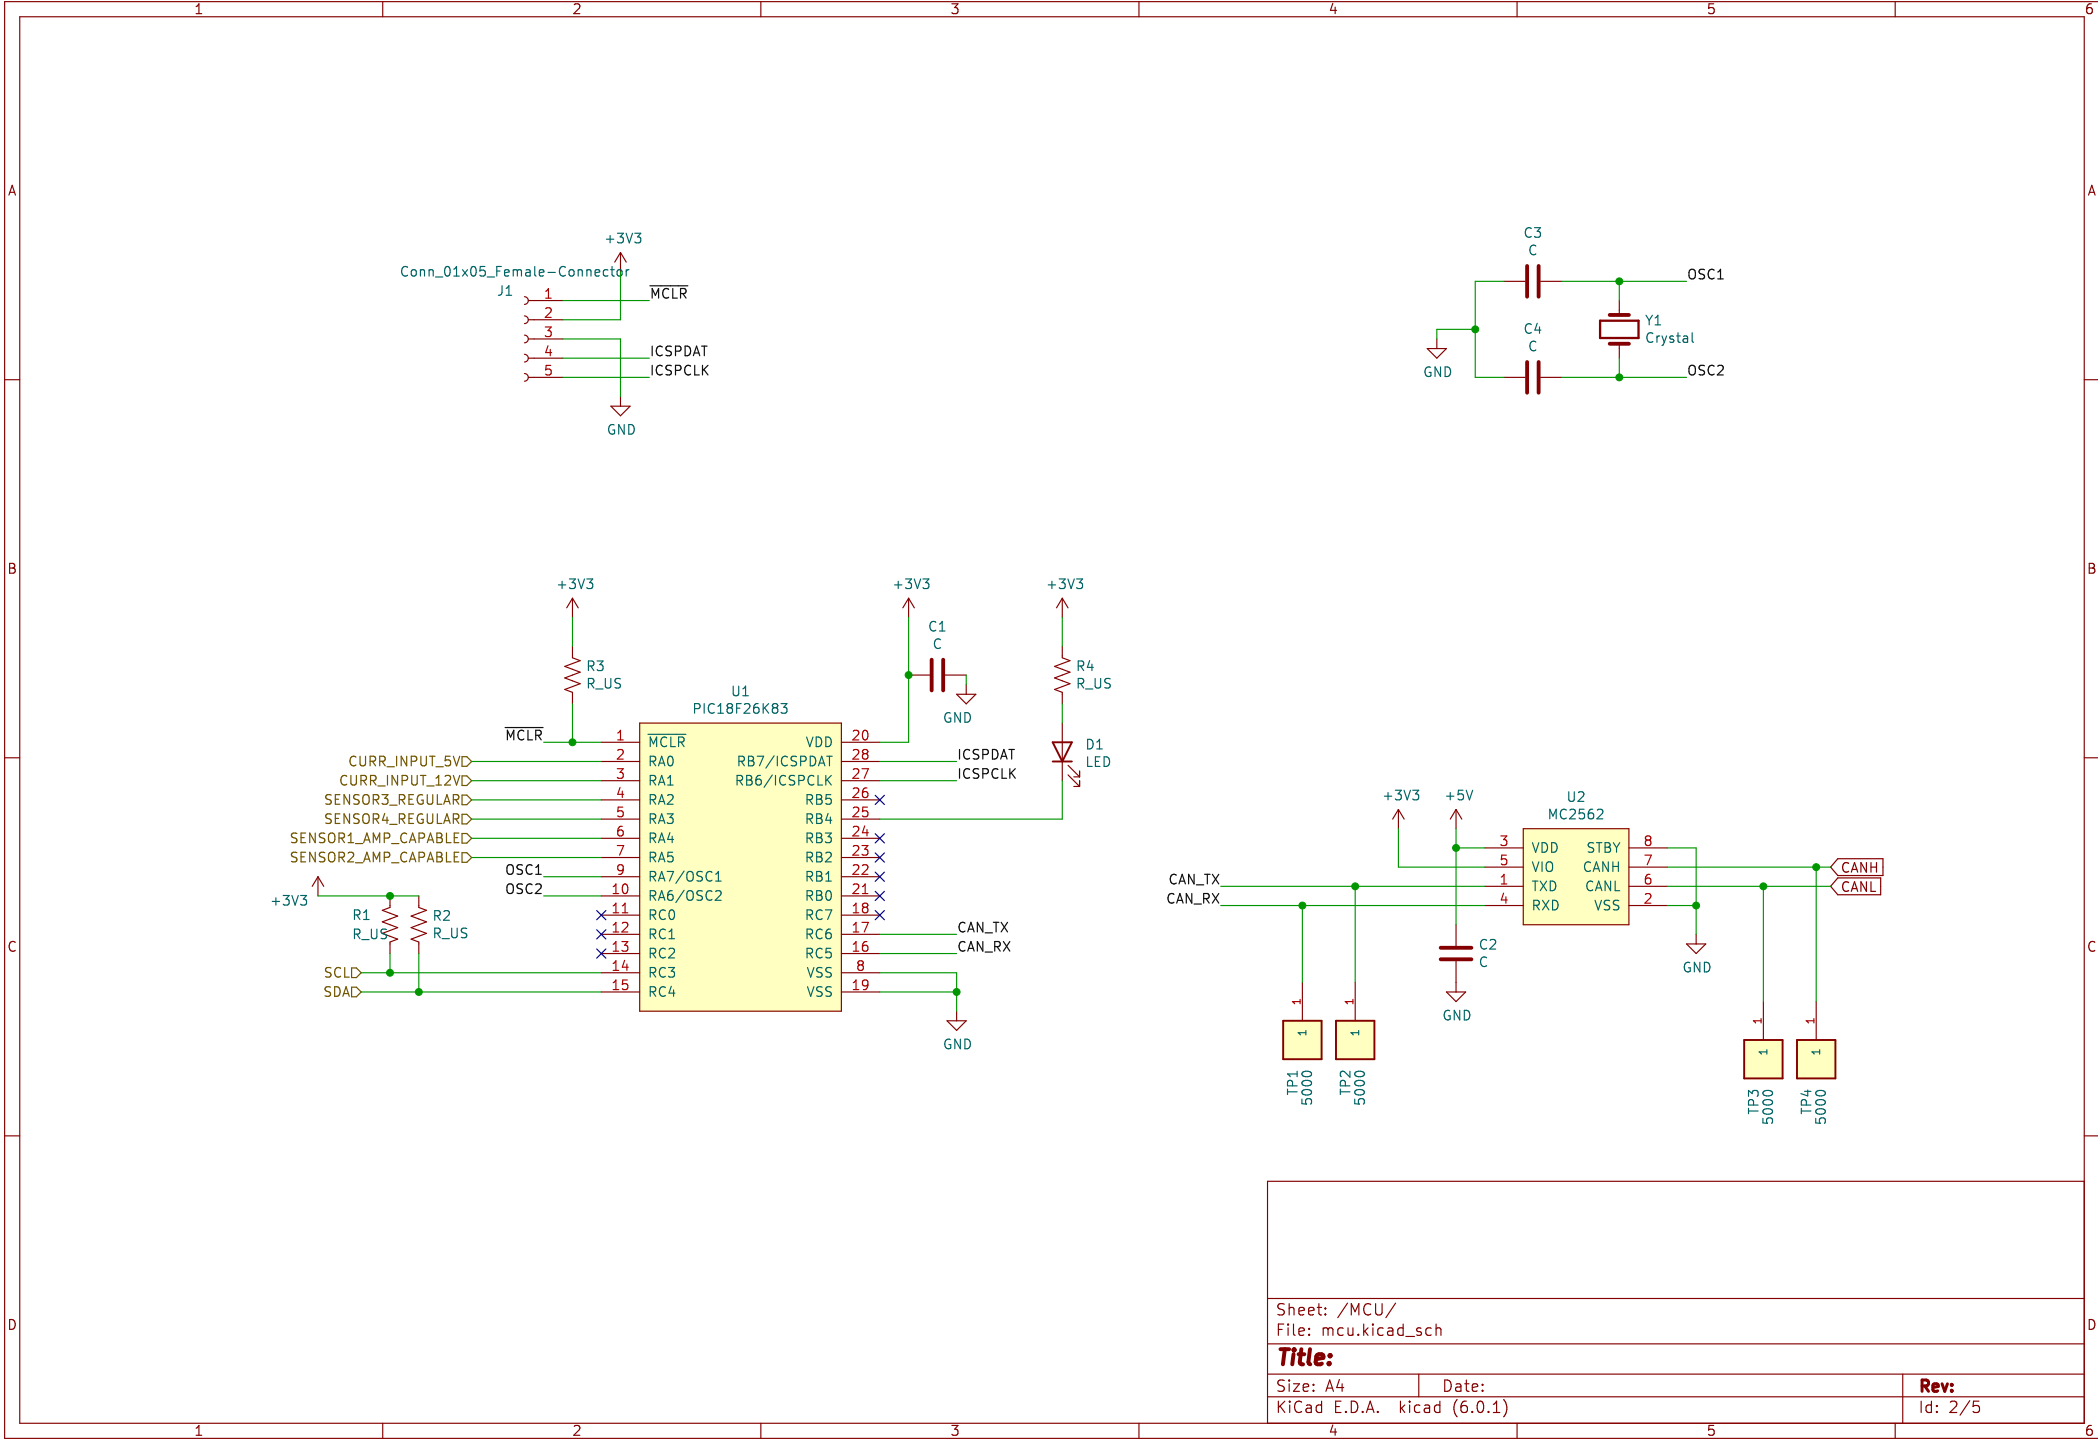 1 2 3 4 5 6
A A
+3V3
Conn_01x05_Female-Connector
J1
1 MCLR
2
3
4 ICSPDAT
5 ICSPCLK
GND
C3
C
OSC1
Y1
Crystal
C4
C
OSC2
GND
B B
+3V3
R3
R_US
+3V3
C1
C
GND
+3V3
R4
R_US
D1
LED
U1
PIC18F26K83
MCLR 1 MCLR VDD 20
CURR_INPUT_5V 2 RA0 RB7/ICSPDAT 28 ICSPDAT
CURR_INPUT_12V 3 RA1 RB6/ICSPCLK 27 ICSPCLK
SENSOR3_REGULAR 4 RA2 RB5 26
SENSOR4_REGULAR 5 RA3 RB4 25
SENSOR1_AMP_CAPABLE 6 RA4 RB3 24
SENSOR2_AMP_CAPABLE 7 RA5 RB2 23
OSC1 9 RA7/OSC1 RB1 22
OSC2 10 RA6/OSC2 RB0 21
11 RC0 RC7 18
12 RC1 RC6 17 CAN_TX
13 RC2 RC5 16 CAN_RX
SCL 14 RC3 VSS 8
SDA 15 RC4 VSS 19
GND
+3V3
R1
R_US
R2
R_US
+3V3
+5V
U2
MC2562
3 VDD STBY 8
5 VIO CANH 7 CANH
CAN_TX 1 TXD CANL 6 CANL
CAN_RX 4 RXD VSS 2
GND
C2
C
GND
1 1
TP1
5000
1 1
TP2
5000
1 1
TP3
5000
1 1
TP4
5000
C C
D D
Sheet: /MCU/
File: mcu.kicad_sch
Title:
Size: A4 Date: Rev:
KiCad E.D.A. kicad (6.0.1) Id: 2/5
1 2 3 4 5 6